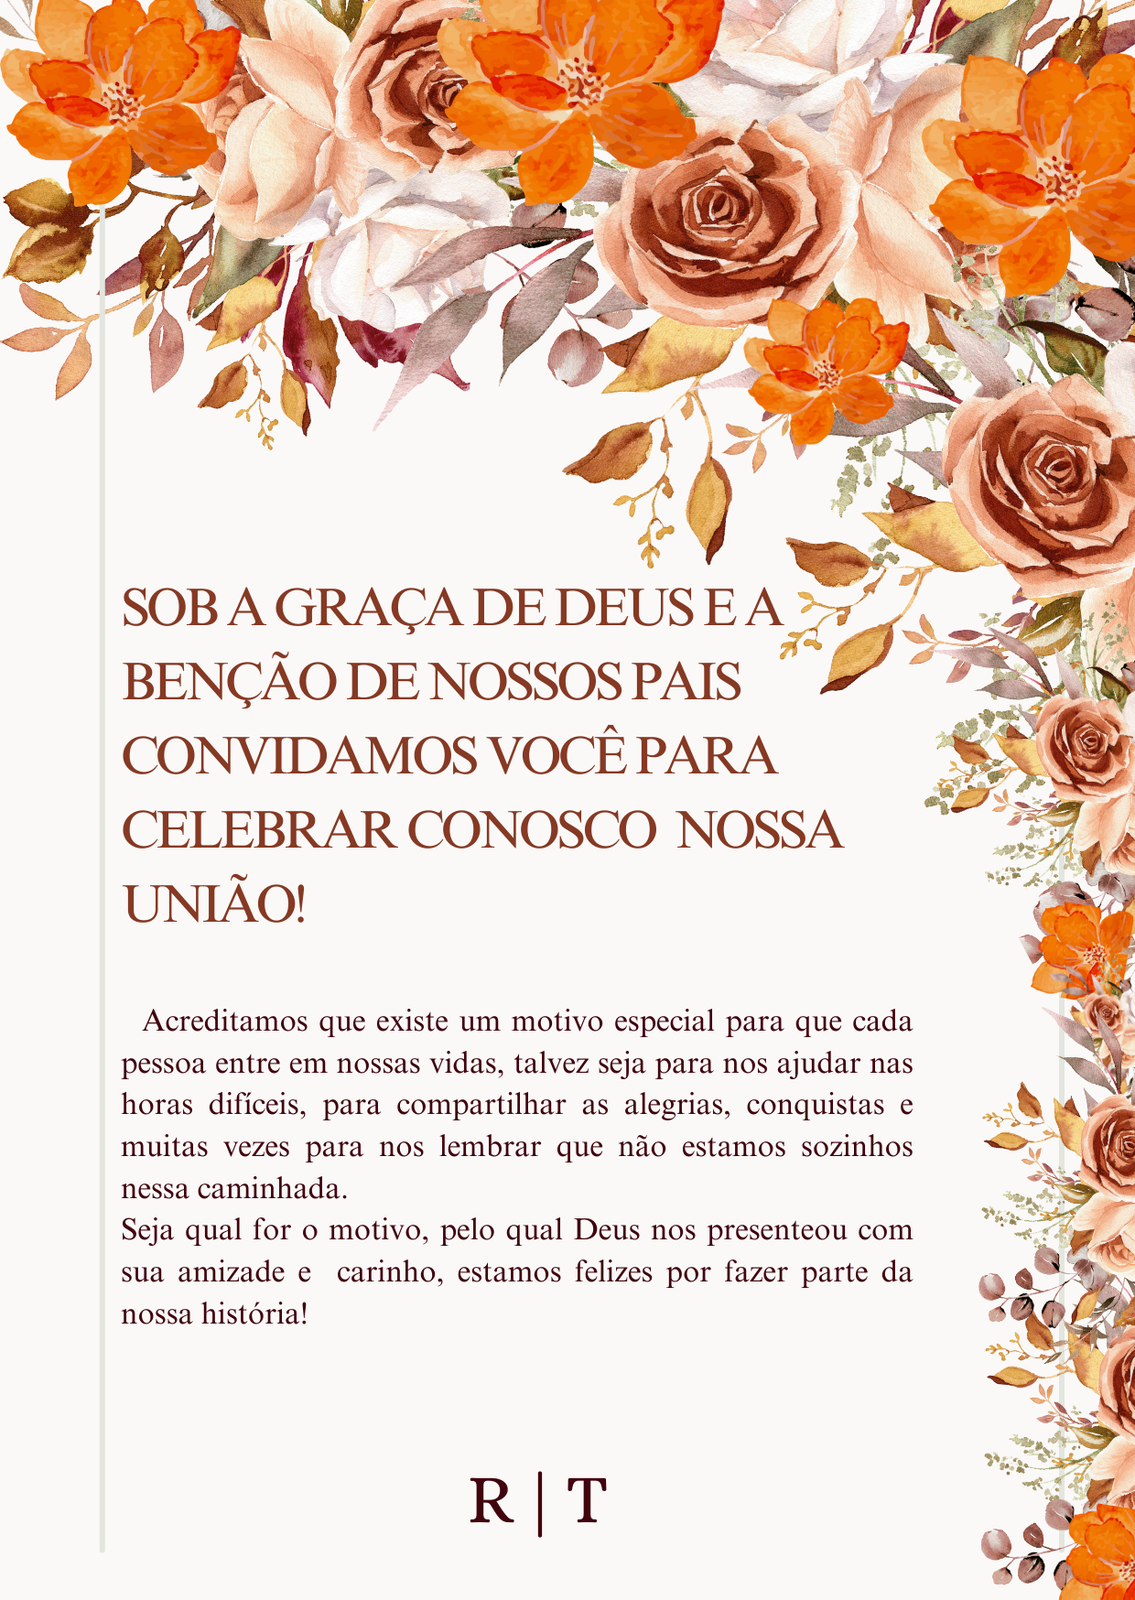 SOB A GRAÇA DE DEUS E A
BENÇÃO DE NOSSOS PAIS
CONVIDAMOS VOCÊ PARA
CELEBRAR CONOSCO NOSSA
UNIÃO!
Acreditamos que existe um motivo especial para que cada
pessoa entre em nossas vidas, talvez seja para nos ajudar nas
horas difíceis, para compartilhar as alegrias, conquistas e
muitas vezes para nos lembrar que não estamos sozinhos
nessa caminhada.
Seja qual for o motivo, pelo qual Deus nos presenteou com
sua amizade e carinho, estamos felizes por fazer parte da
nossa história!
R | T